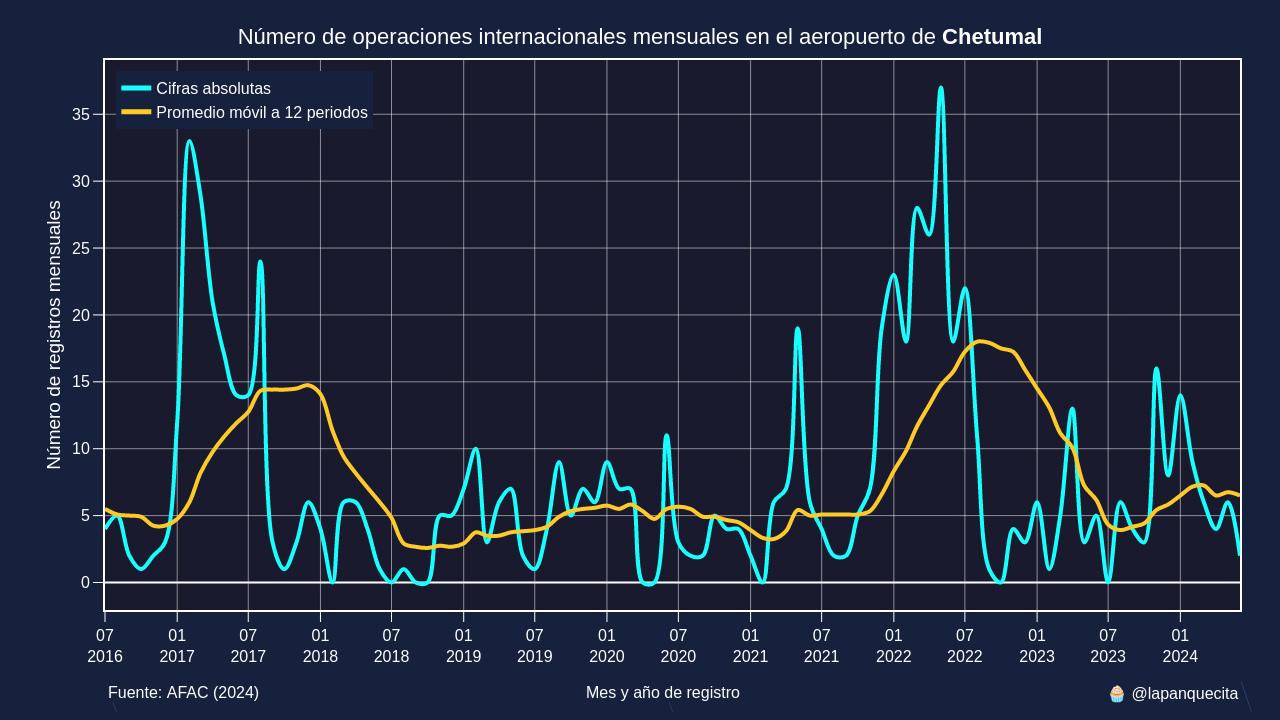 Número de operaciones internacionales mensuales en el aeropuerto de Chetumal
Cifras absolutas
Promedio móvil a 12 periodos
Número de registros mensuales
35
30
25
20
15
10
5
0
07 01 07 01 07 01 07 01 07 01 07 01 07 01 07 01
2016 2017 2017 2018 2018 2019 2019 2020 2020 2021 2021 2022 2022 2023 2023 2024
Fuente: AFAC (2024) Mes y año de registro 🧁 @lapanquecita